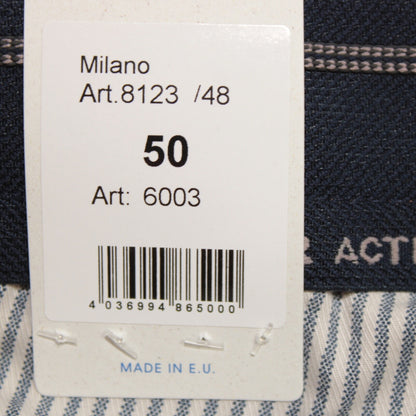 Milano
Art.8123 /48
50
Art: 6003
4 036994 865000
MADE IN E.U.